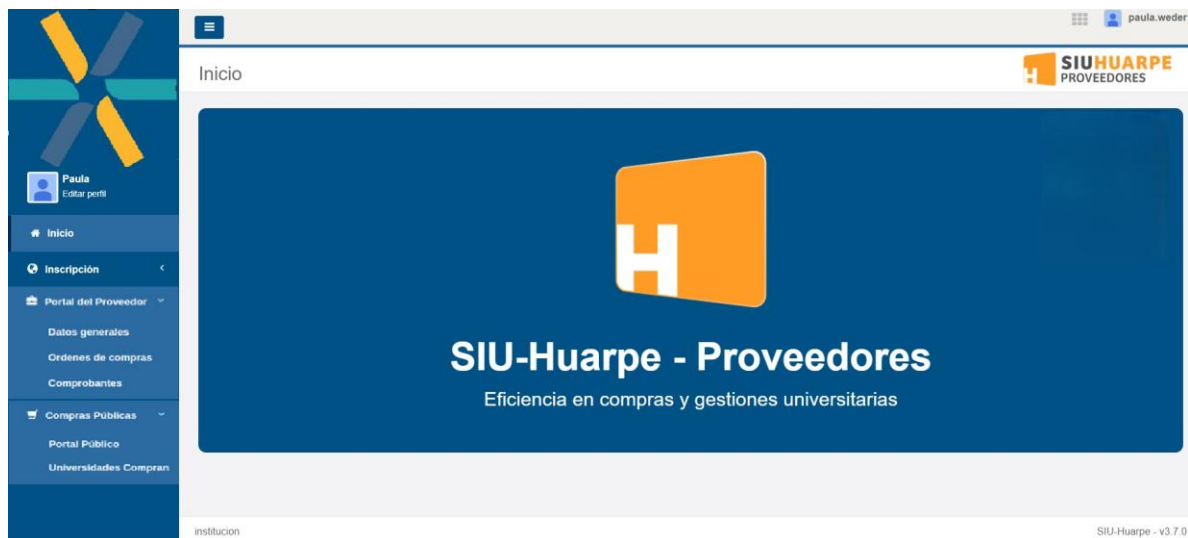 paula.weder
Inicio
SIUHUARPE
PROVEEDORES
Paula
Editar perfil
Inicio
Inscripción
Portal del Proveedor
Datos generales
Ordenes de compras
Comprobantes
Compras Públicas
Portal Público
Universidades Compran
H
SIU-Huarpe - Proveedores
Eficiencia en compras y gestiones universitarias
institucion
SIU-Huarpe - v3.7.0